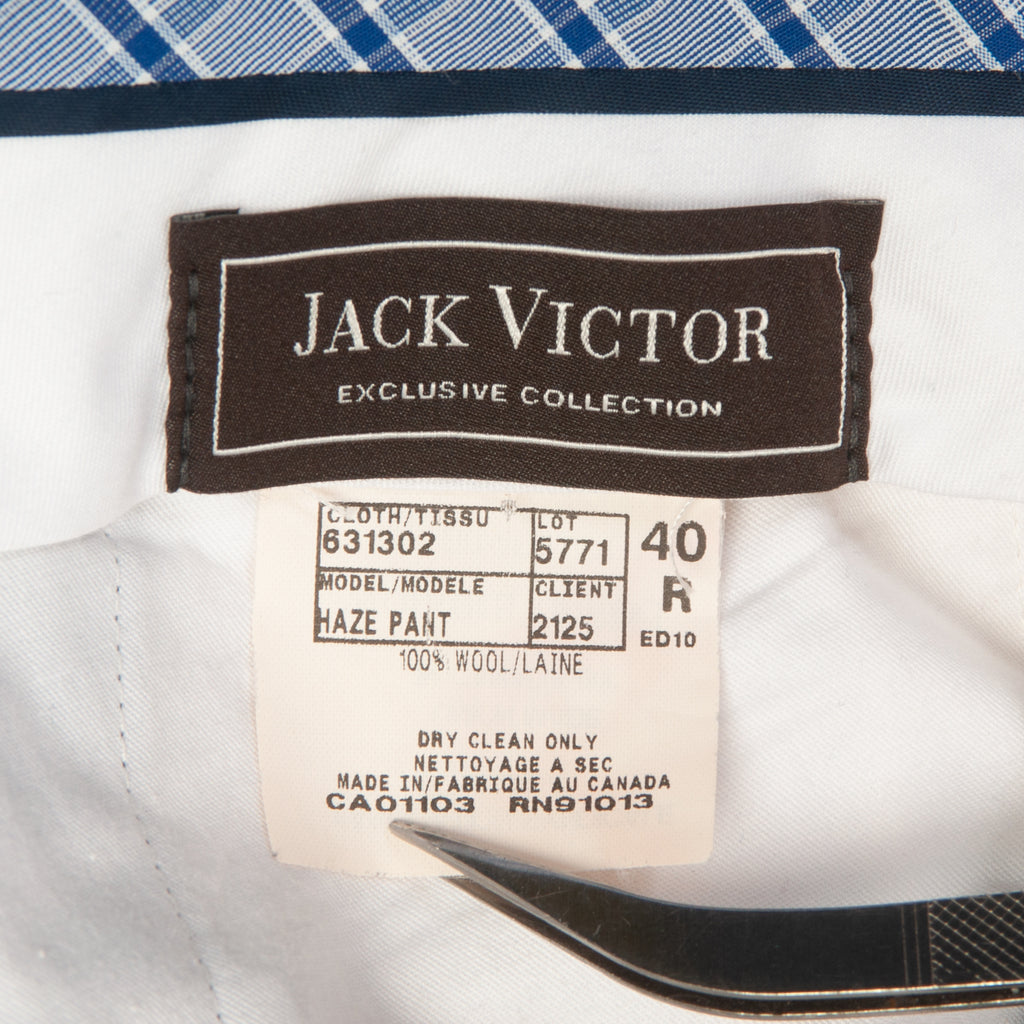 JACK VICTOR
EXCLUSIVE COLLECTION
CLOTH/TISSU LOT 40
631302 5771
MODEL/MODELE CLIENT R
HAZE PANT 2125 ED10
100% WOOL/LAINE
DRY CLEAN ONLY
NETTOYAGE A SEC
MADE IN/FABRIQUE AU CANADA
CA01103 RN91013